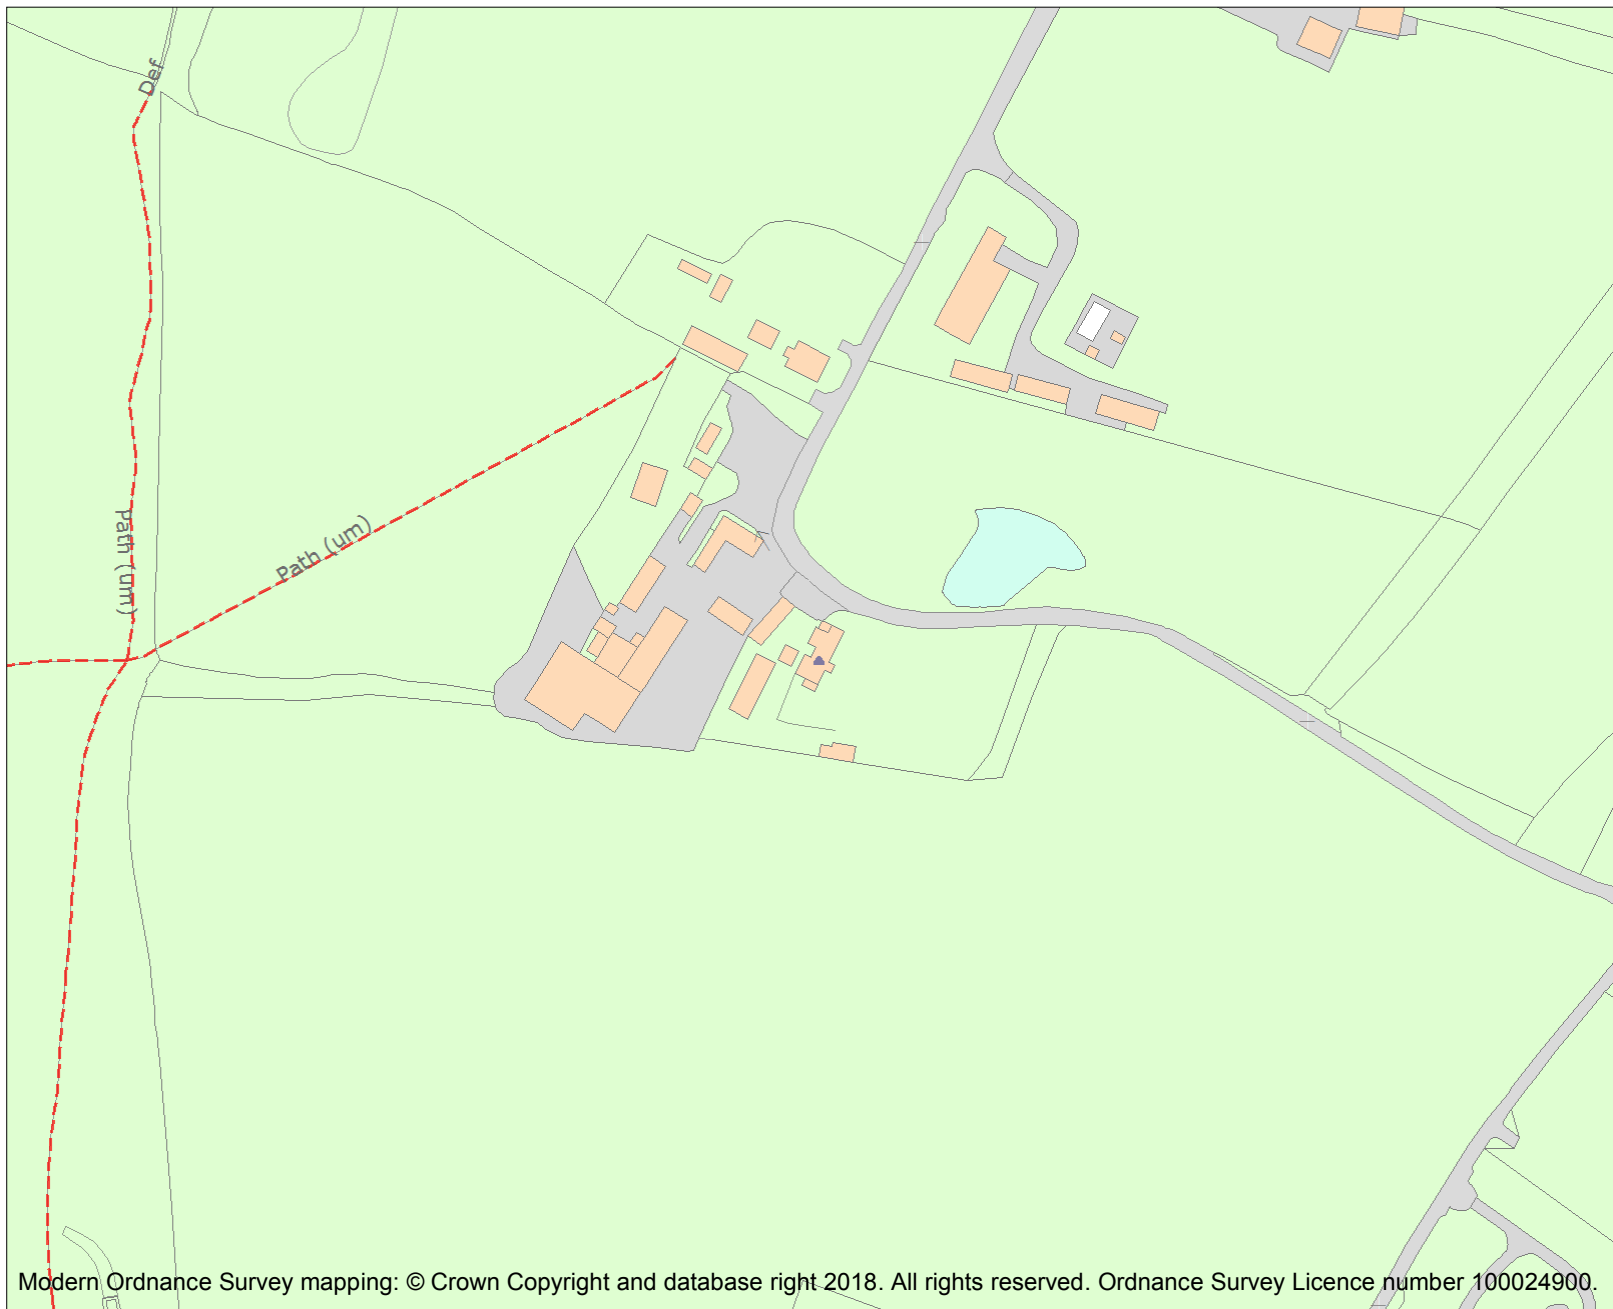 Def
Path (um)
Path (um)
Modern Ordnance Survey mapping: © Crown Copyright and database right 2018. All rights reserved. Ordnance Survey Licence number 100024900.